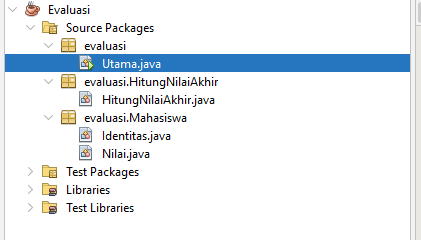 Evaluasi
Source Packages
evaluasi
Utama.java
evaluasi.HitungNilaiAkhir
HitungNilaiAkhir.java
evaluasi.Mahasiswa
Identitas.java
Nilai.java
Test Packages
Libraries
Test Libraries